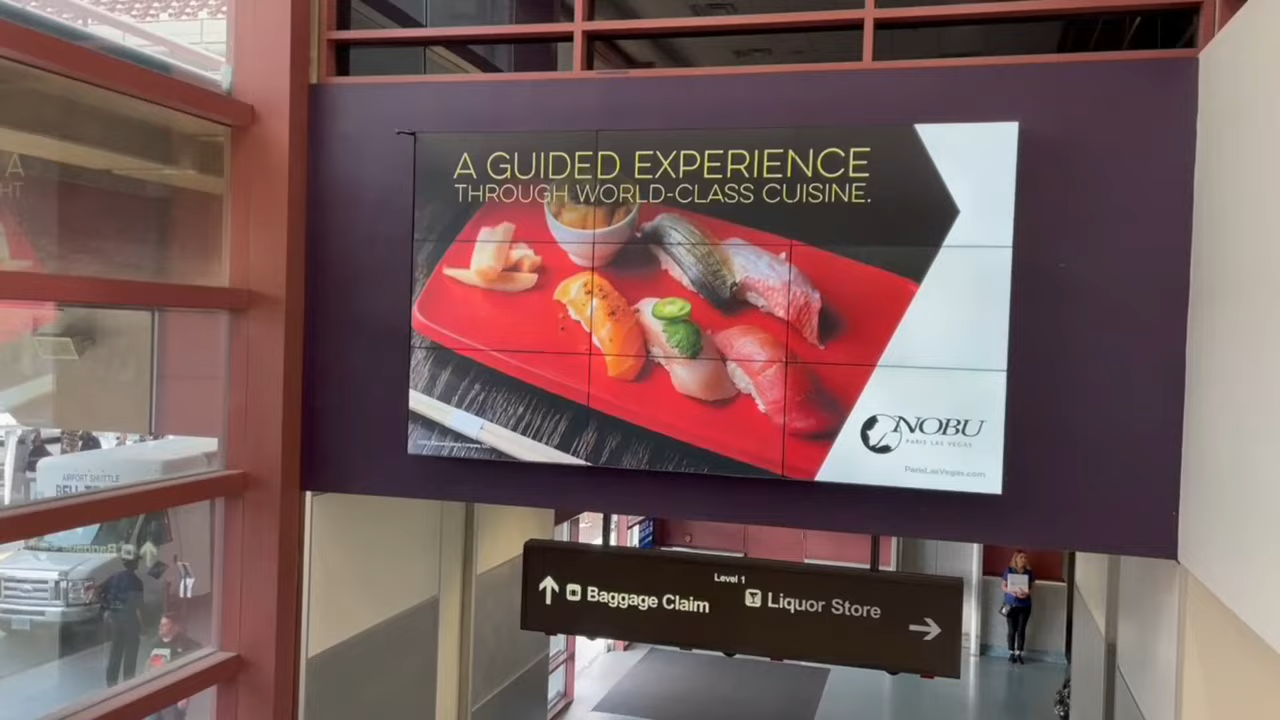 A GUIDED EXPERIENCE
THROUGH WORLD-CLASS CUISINE.
NOBU
PARIS LAS VEGAS
ParisLasVegas.com
Level 1
Baggage Claim
Liquor Store
AIRPORT SHUTTLE